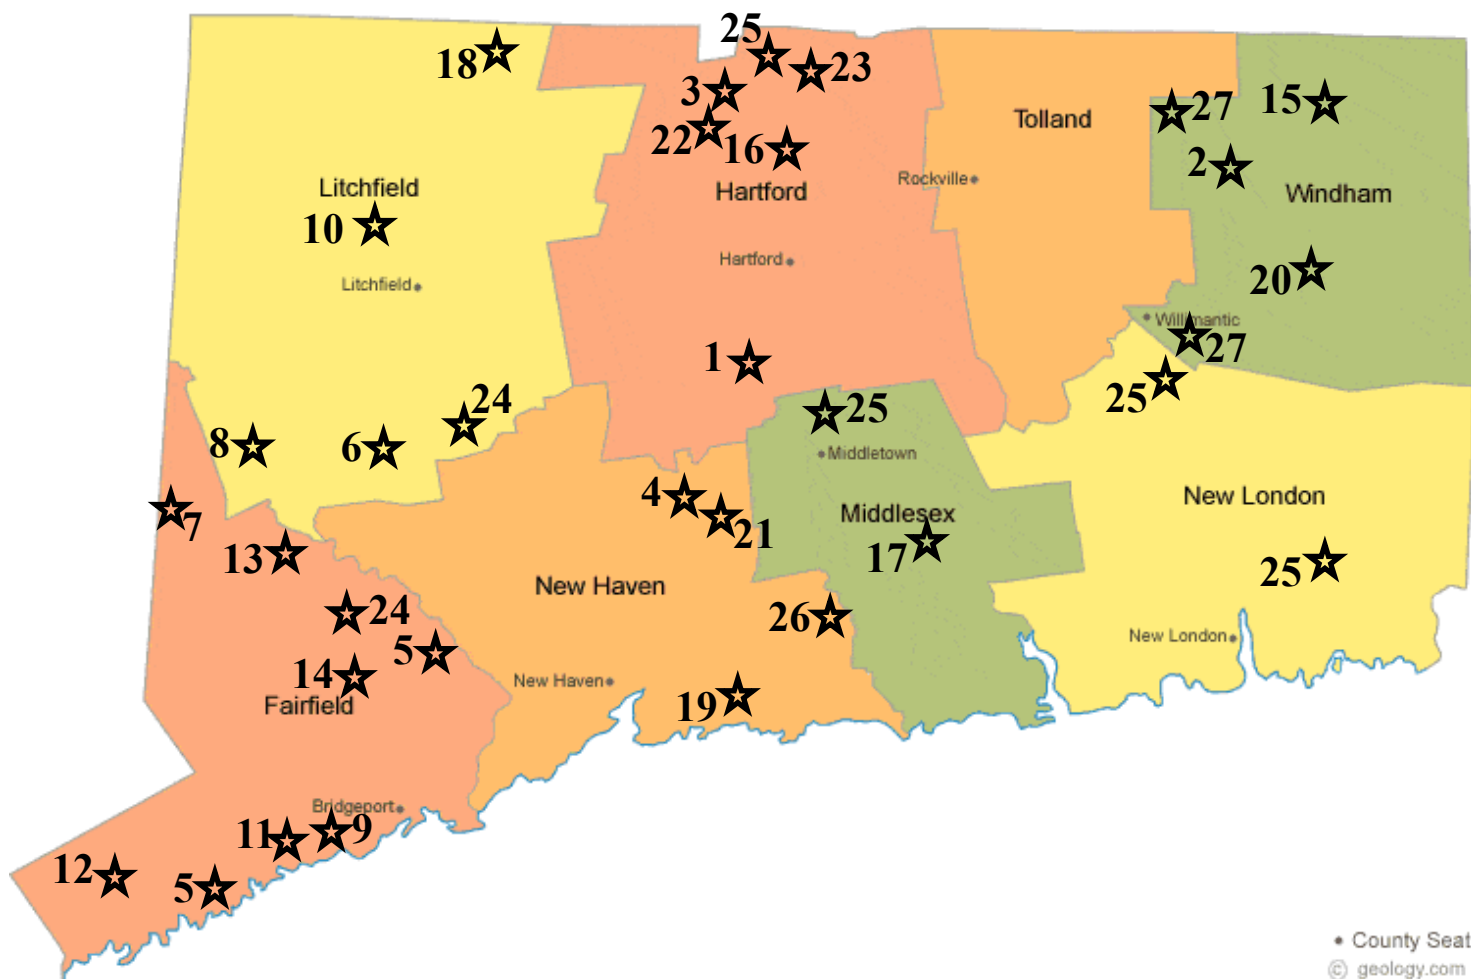 25
18
23
3
27
15
Tolland
22
16
2
Rockville
Litchfield
Hartford
Windham
10
Hartford
20
Litchfield
Willimantic
27
1
25
24
25
8
6
Middletown
4
New London
7
Middlesex
21
13
17
25
New Haven
24
26
New London
5
14
New Haven
Fairfield
19
Bridgeport
11
9
12
5
County Seat
© geology.com